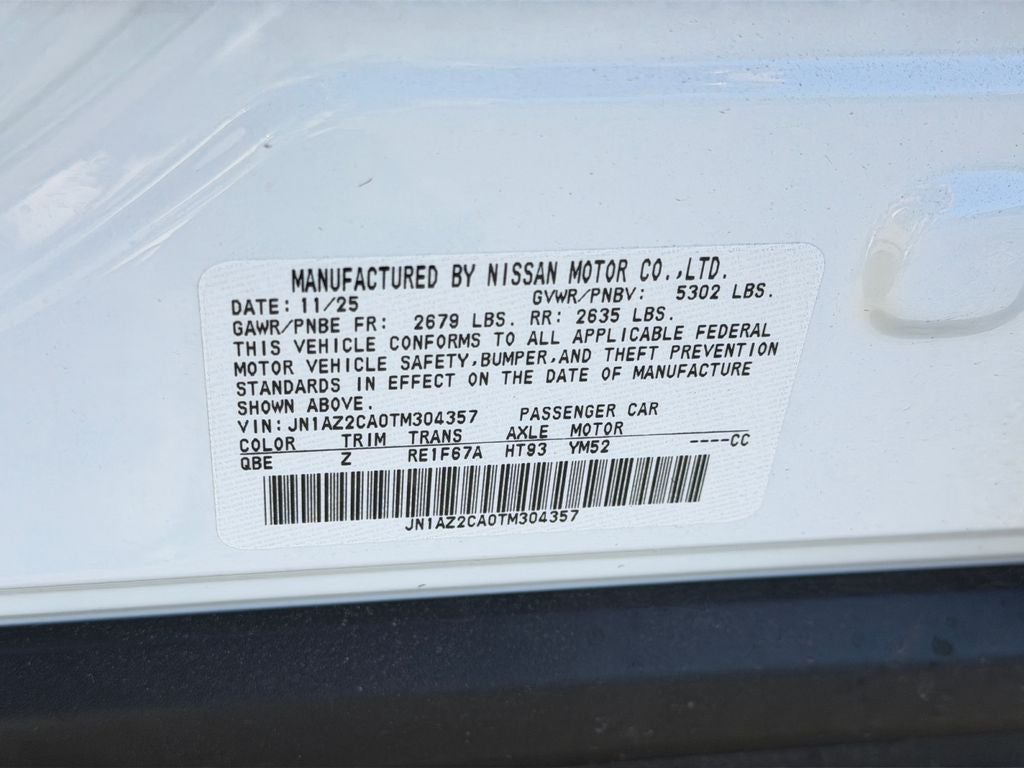 MANUFACTURED BY NISSAN MOTOR CO.,LTD.
DATE: 11/25 GVWR/PNBV: 5302 LBS.
GAWR/PNBE FR: 2679 LBS. RR: 2635 LBS.
THIS VEHICLE CONFORMS TO ALL APPLICABLE FEDERAL
MOTOR VEHICLE SAFETY,BUMPER,AND THEFT PREVENTION
STANDARDS IN EFFECT ON THE DATE OF MANUFACTURE
SHOWN ABOVE.
VIN:JN1AZ2CA0TM304357 PASSENGER CAR
COLOR TRIM TRANS AXLE MOTOR
QBE Z RE1F67A HT93 YM52 ----CC
JN1AZ2CA0TM304357